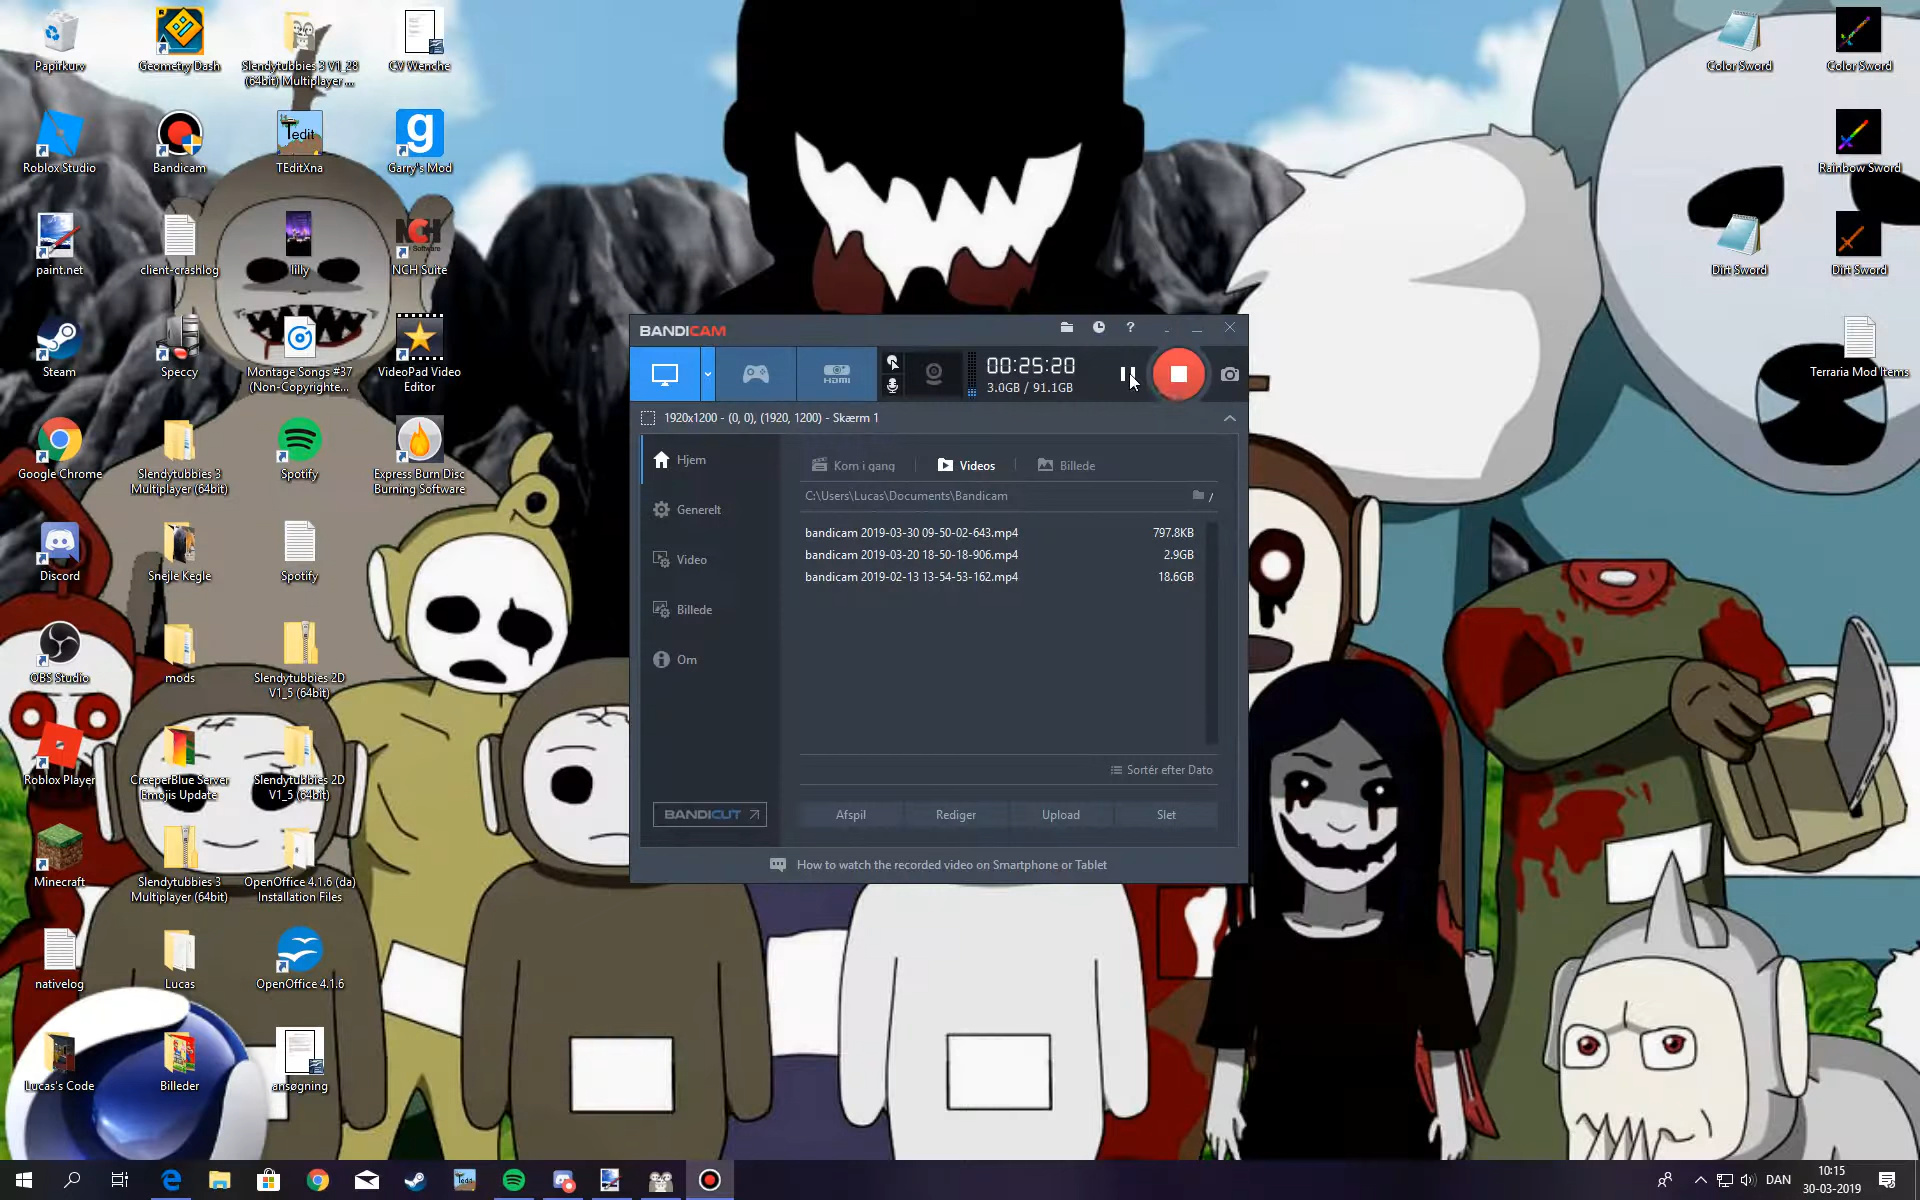 Papirkurv
Geometry Dash
Slendytubbies 3 V1_28
(64bit) Multiplayer ...
CV Wenche
Color Sword
Color Sword
Roblox Studio
Bandicam
Tedit
TEditXna
g
Garry's Mod
Rainbow Sword
paint.net
client-crashlog
lilly
NCH
Software
NCH Suite
Dirt Sword
Dirt Sword
Steam
Speccy
Montage Songs #37
(Non-Copyrighte...
VideoPad Video
Editor
Terraria Mod Items
Google Chrome
Slendytubbies 3
Multiplayer (64bit)
Spotify
Express Burn Disc
Burning Software
Discord
Snejle Kegle
Spotify
OBS Studio
mods
Slendytubbies 2D
V1_5 (64bit)
Roblox Player
CreeperBlue Server
Emojis Update
Slendytubbies 2D
V1_5 (64bit)
Minecraft
Slendytubbies 3
Multiplayer (64bit)
OpenOffice 4.1.6 (da)
Installation Files
nativelog
Lucas
OpenOffice 4.1.6
Lucas's Code
Billeder
ansøgning
BANDICAM
?
HDMI
00:25:20
3.0GB / 91.1GB
1920x1200 - (0, 0), (1920, 1200) - Skærm 1
Hjem
Generelt
Video
Billede
Om
BANDICUT
Kom i gang
Videos
Billede
C:\Users\Lucas\Documents\Bandicam
/
bandicam 2019-03-30 09-50-02-643.mp4 797.8KB
bandicam 2019-03-20 18-50-18-906.mp4 2.9GB
bandicam 2019-02-13 13-54-53-162.mp4 18.6GB
Sortér efter Dato
Afspil
Rediger
Upload
Slet
How to watch the recorded video on Smartphone or Tablet
DAN
10:15
30-03-2019